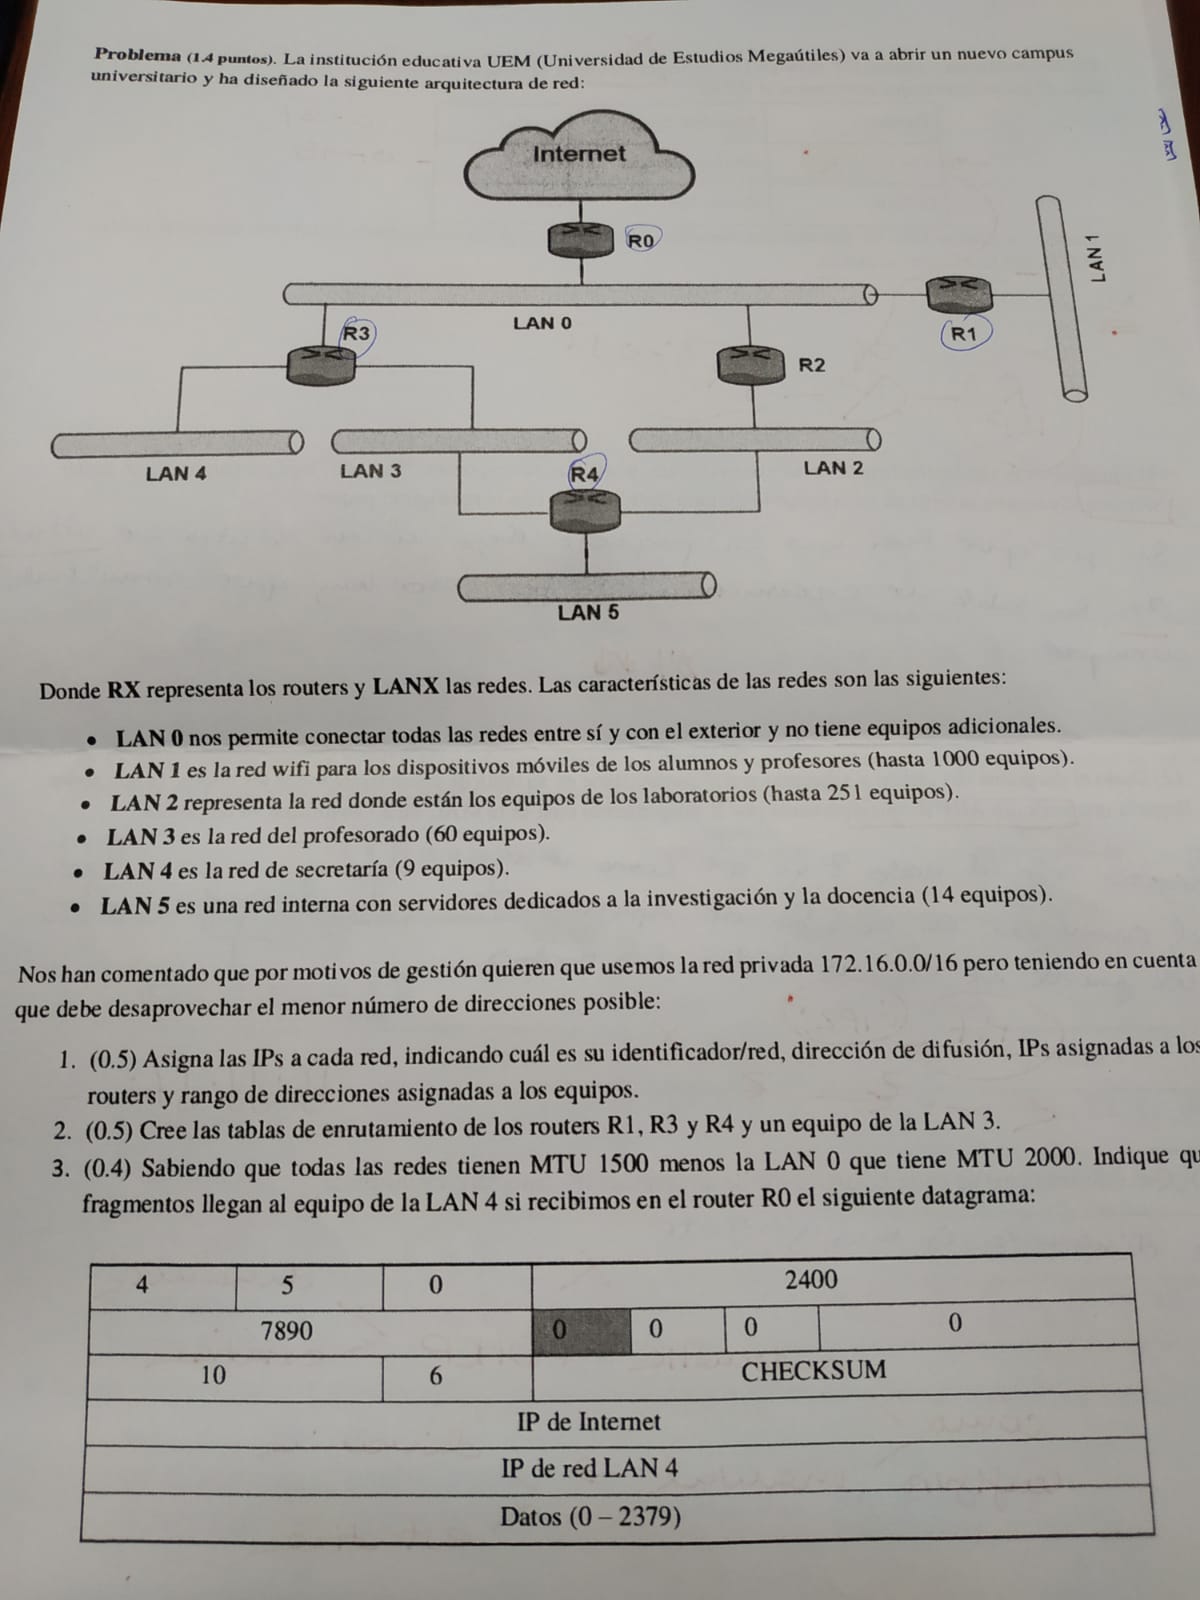 Problema (1.4 puntos). La institución educativa UEM (Universidad de Estudios Megaútiles) va a abrir un nuevo campus
universitario y ha diseñado la siguiente arquitectura de red:
Internet
R0
LAN 1
LAN 0
R3
R1
R2
LAN 4
LAN 3
R4
LAN 2
LAN 5
Donde RX representa los routers y LANX las redes. Las características de las redes son las siguientes:
• LAN 0 nos permite conectar todas las redes entre sí y con el exterior y no tiene equipos adicionales.
• LAN 1 es la red wifi para los dispositivos móviles de los alumnos y profesores (hasta 1000 equipos).
• LAN 2 representa la red donde están los equipos de los laboratorios (hasta 251 equipos).
• LAN 3 es la red del profesorado (60 equipos).
• LAN 4 es la red de secretaría (9 equipos).
• LAN 5 es una red interna con servidores dedicados a la investigación y la docencia (14 equipos).
Nos han comentado que por motivos de gestión quieren que usemos la red privada 172.16.0.0/16 pero teniendo en cuenta
que debe desaprovechar el menor número de direcciones posible:
1. (0.5) Asigna las IPs a cada red, indicando cuál es su identificador/red, dirección de difusión, IPs asignadas a los
routers y rango de direcciones asignadas a los equipos.
2. (0.5) Cree las tablas de enrutamiento de los routers R1, R3 y R4 y un equipo de la LAN 3.
3. (0.4) Sabiendo que todas las redes tienen MTU 1500 menos la LAN 0 que tiene MTU 2000. Indique qu
fragmentos llegan al equipo de la LAN 4 si recibimos en el router R0 el siguiente datagrama:
4 5 0 2400
7890 0 0 0 0
10 6 CHECKSUM
IP de Internet
IP de red LAN 4
Datos (0 – 2379)